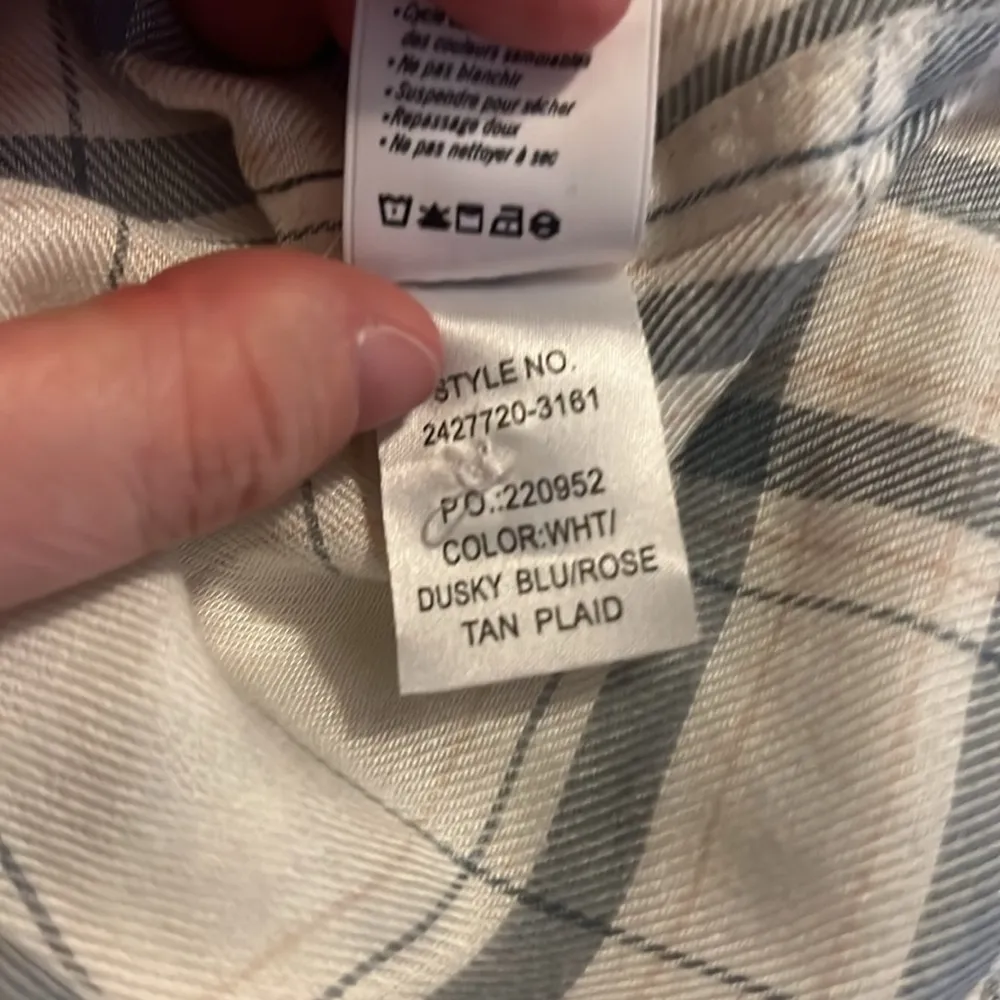 •Cycle
des couleurs semblables
• Ne pas blanchir
• Suspendre pour sécher
•Repassage doux
• Ne pas nettoyer à sec
STYLE NO.
2427720-3161
P.O.:220952
COLOR:WHT/
DUSKY BLU/ROSE
TAN PLAID